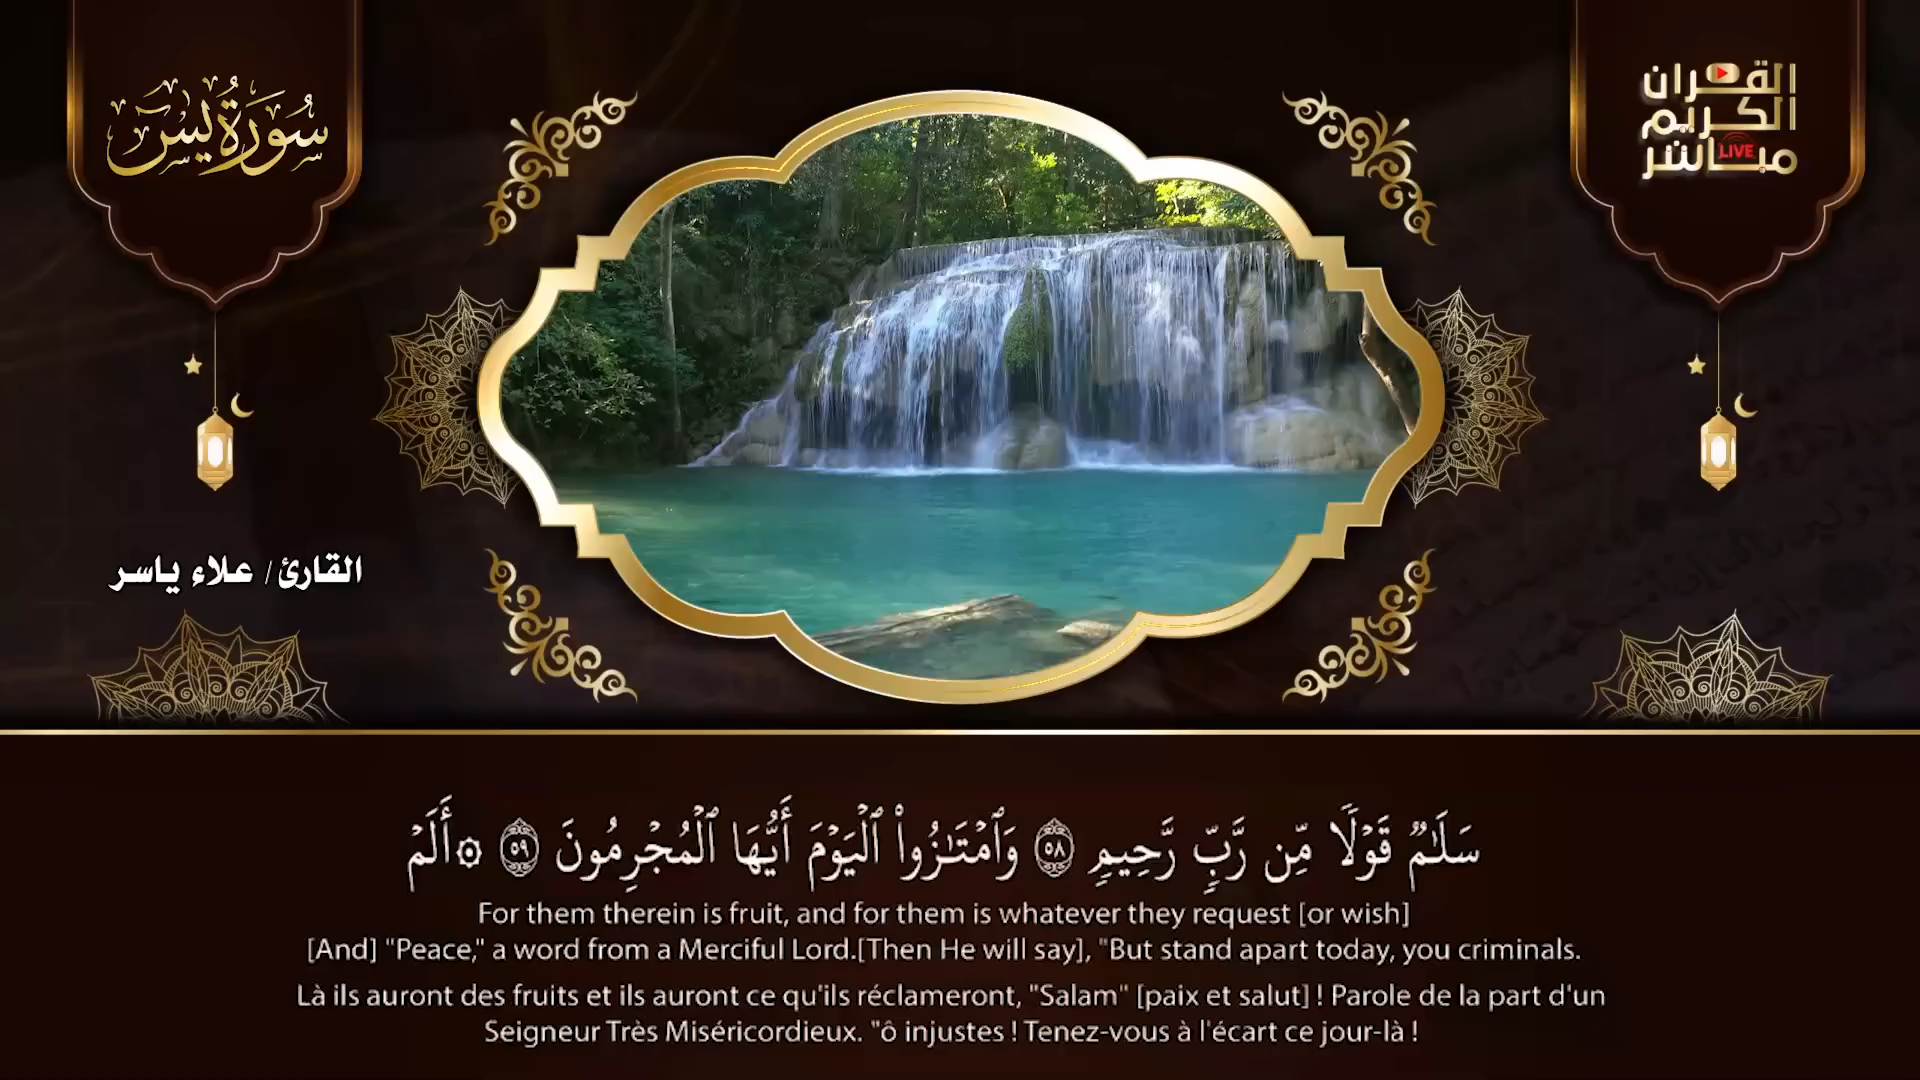 سُورَةُ يس
القرآن
الكريم
مباشر
LIVE
القارئ / علاء ياسر
سَلَٰمٌ قَوْلًا مِّن رَّبٍّ رَّحِيمٍ ٥٨ وَٱمْتَٰزُوا۟ ٱلْيَوْمَ أَيُّهَا ٱلْمُجْرِمُونَ ٥٩ ۞ أَلَمْ
For them therein is fruit, and for them is whatever they request [or wish]
[And] "Peace," a word from a Merciful Lord.[Then He will say], "But stand apart today, you criminals.
Là ils auront des fruits et ils auront ce qu'ils réclameront, "Salam" [paix et salut] ! Parole de la part d'un
Seigneur Très Miséricordieux. "ô injustes ! Tenez-vous à l'écart ce jour-là !